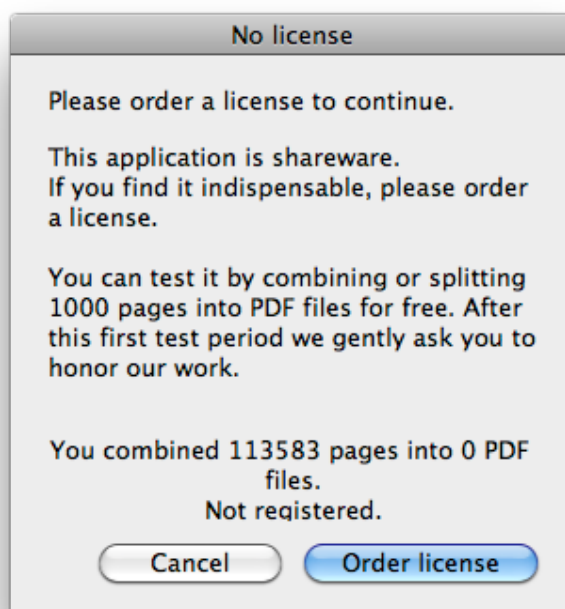 No license
Please order a license to continue.
This application is shareware.
If you find it indispensable, please order
a license.
You can test it by combining or splitting
1000 pages into PDF files for free. After
this first test period we gently ask you to
honor our work.
You combined 113583 pages into 0 PDF
files.
Not registered.
Cancel Order license